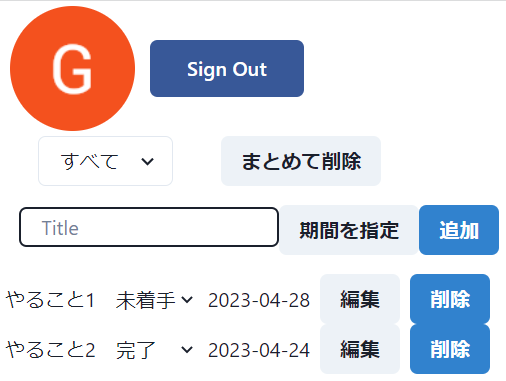 G Sign Out
すべて まとめて削除
Title 期間を指定 追加
やること1 未着手 2023-04-28 編集 削除
やること2 完了 2023-04-24 編集 削除